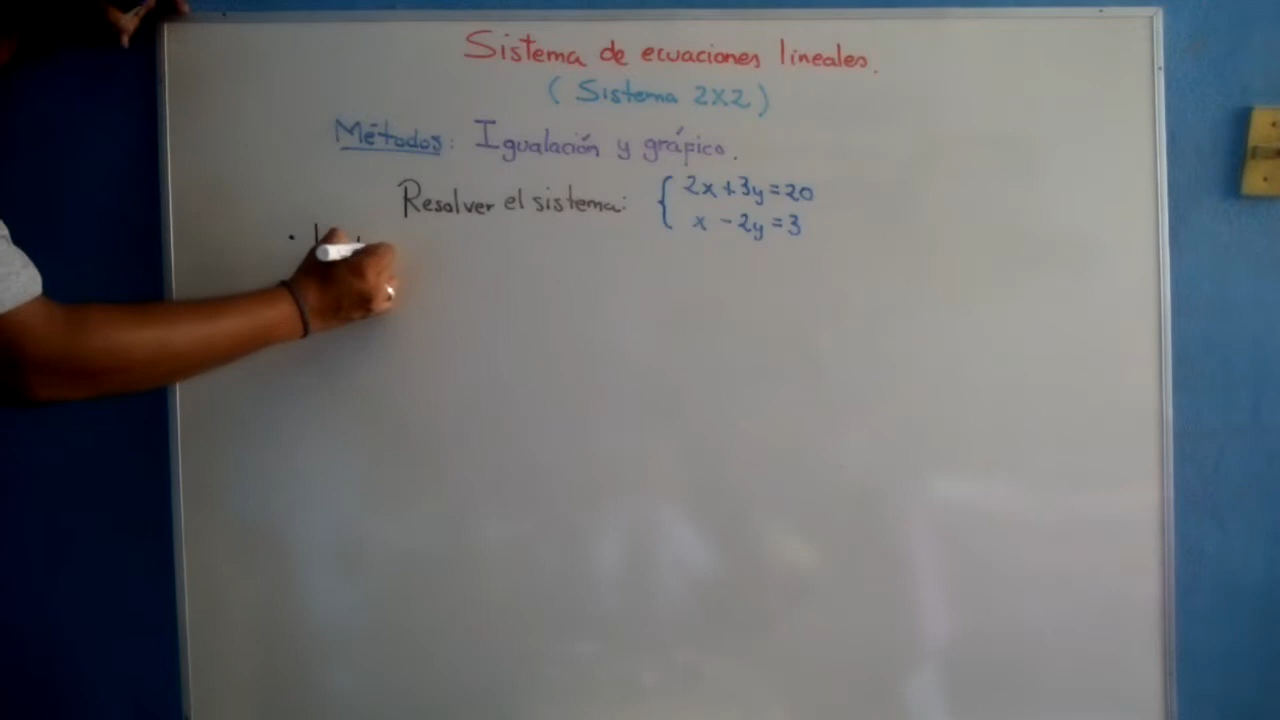 Sistema de ecuaciones lineales.
( Sistema 2x2 )
Métodos: Igualación y gráfico.
Resolver el sistema: { 2x + 3y = 20
x - 2y = 3